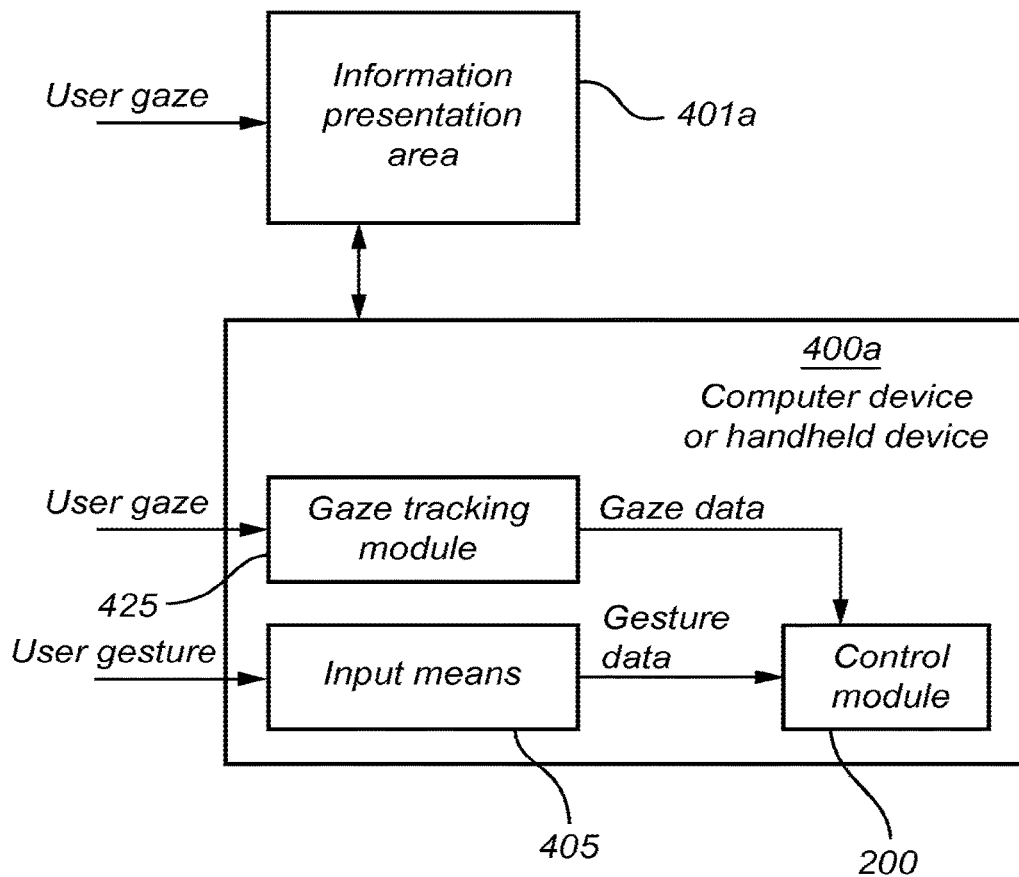 Information
presentation
area
User gaze
401a
400a
Computer device
or handheld device
User gaze
Gaze tracking
module
Gaze data
425
User gesture
Input means
Gesture
data
Control
module
405
200